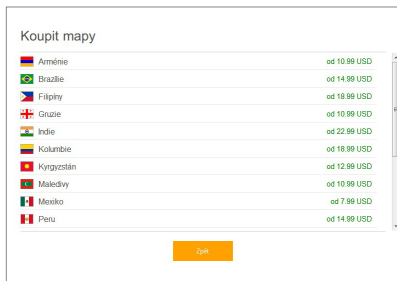 Koupit mapy
Arménie od 10.99 USD
Brazílie od 14.99 USD
Filipíny od 18.99 USD
Gruzie od 10.99 USD
Indie od 22.99 USD
Kolumbie od 18.99 USD
Kyrgyzstán od 12.99 USD
Maledivy od 10.99 USD
Mexiko od 7.99 USD
Peru od 14.99 USD
Zpět